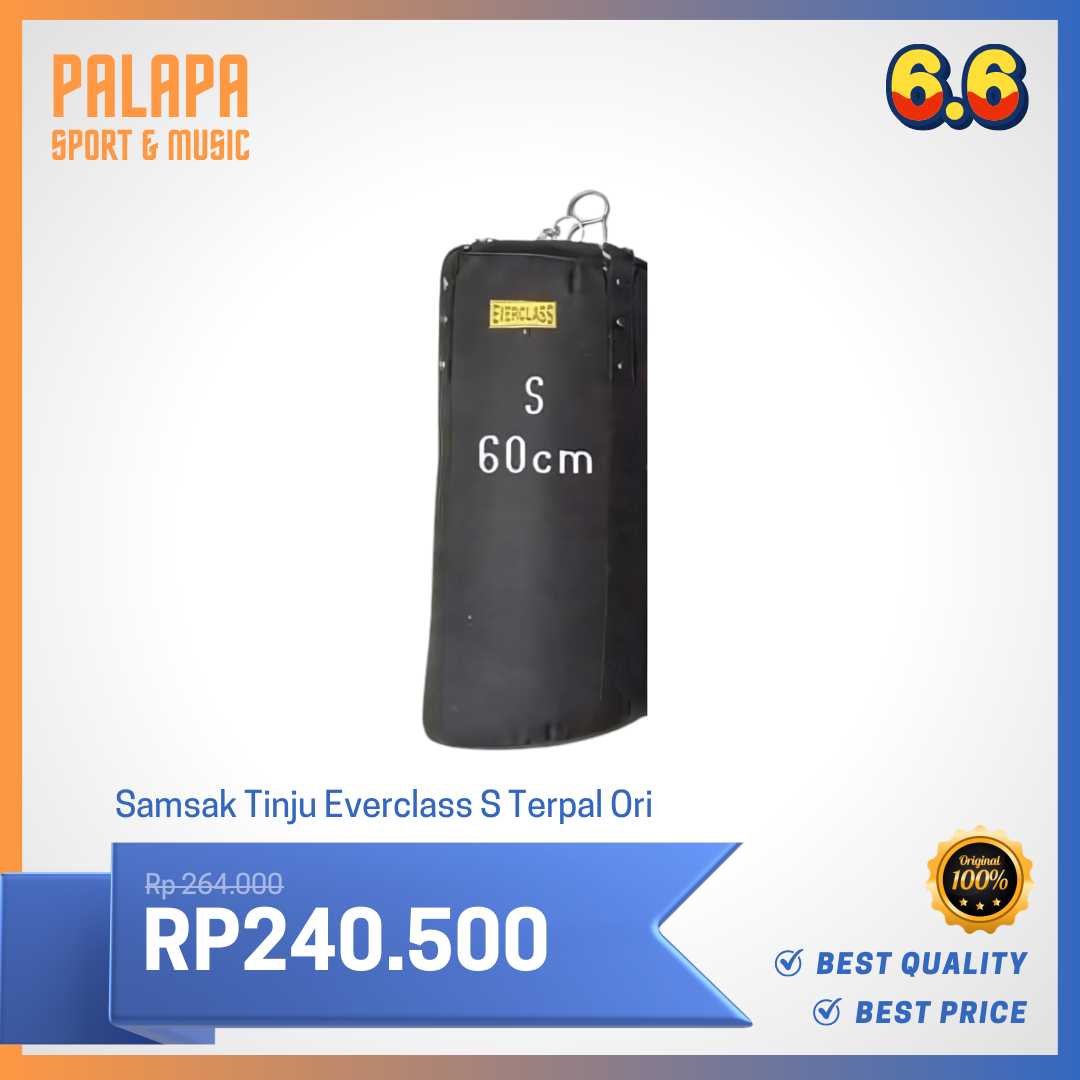 PALAPA
SPORT & MUSIC
6.6
EVERCLASS
S
60cm
Samsak Tinju Everclass S Terpal Ori
Rp 264.000
RP240.500
Original
100%
BEST QUALITY
BEST PRICE